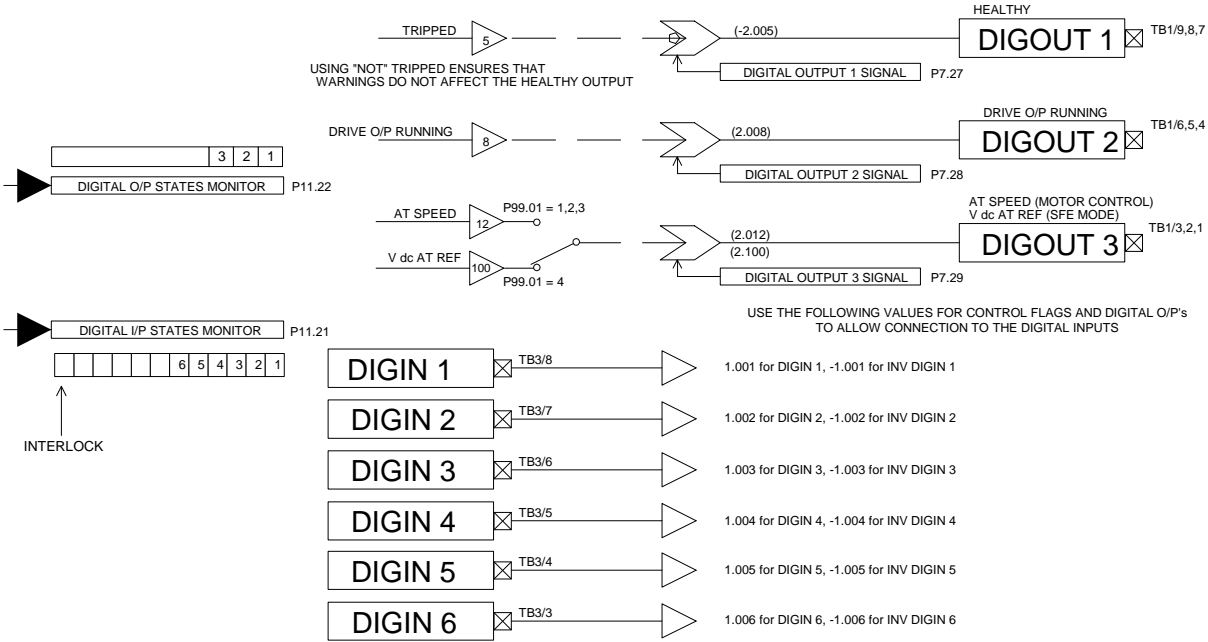 HEALTHY
TRIPPED
5
(-2.005)
DIGOUT 1
TB1/9,8,7
USING "NOT" TRIPPED ENSURES THAT
WARNINGS DO NOT AFFECT THE HEALTHY OUTPUT
DIGITAL OUTPUT 1 SIGNAL
P7.27
DRIVE O/P RUNNING
DRIVE O/P RUNNING
8
(2.008)
DIGOUT 2
TB1/6,5,4
3 2 1
DIGITAL O/P STATES MONITOR
P11.22
DIGITAL OUTPUT 2 SIGNAL
P7.28
AT SPEED
12
P99.01 = 1,2,3
AT SPEED (MOTOR CONTROL)
V dc AT REF (SFE MODE)
(2.012)
(2.100)
DIGOUT 3
TB1/3,2,1
V dc AT REF
100
P99.01 = 4
DIGITAL OUTPUT 3 SIGNAL
P7.29
DIGITAL I/P STATES MONITOR
P11.21
6 5 4 3 2 1
INTERLOCK
USE THE FOLLOWING VALUES FOR CONTROL FLAGS AND DIGITAL O/P's
TO ALLOW CONNECTION TO THE DIGITAL INPUTS
DIGIN 1
TB3/8
1.001 for DIGIN 1, -1.001 for INV DIGIN 1
DIGIN 2
TB3/7
1.002 for DIGIN 2, -1.002 for INV DIGIN 2
DIGIN 3
TB3/6
1.003 for DIGIN 3, -1.003 for INV DIGIN 3
DIGIN 4
TB3/5
1.004 for DIGIN 4, -1.004 for INV DIGIN 4
DIGIN 5
TB3/4
1.005 for DIGIN 5, -1.005 for INV DIGIN 5
DIGIN 6
TB3/3
1.006 for DIGIN 6, -1.006 for INV DIGIN 6